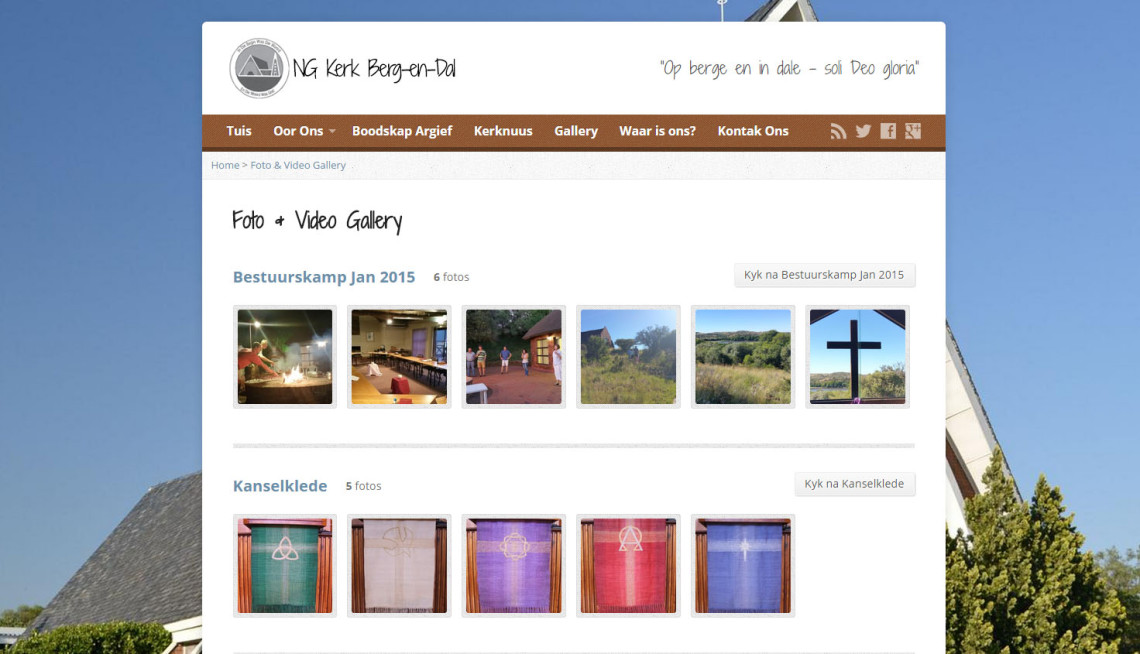 NG Kerk Berg-en-Dal
"Op berge en in dale - soli Deo gloria"
Tuis Oor Ons Boodskap Argief Kerknuus Gallery Waar is ons? Kontak Ons
Home > Foto & Video Gallery
Foto & Video Gallery
Bestuurskamp Jan 2015 6 fotos Kyk na Bestuurskamp Jan 2015
Kanselklede 5 fotos Kyk na Kanselklede